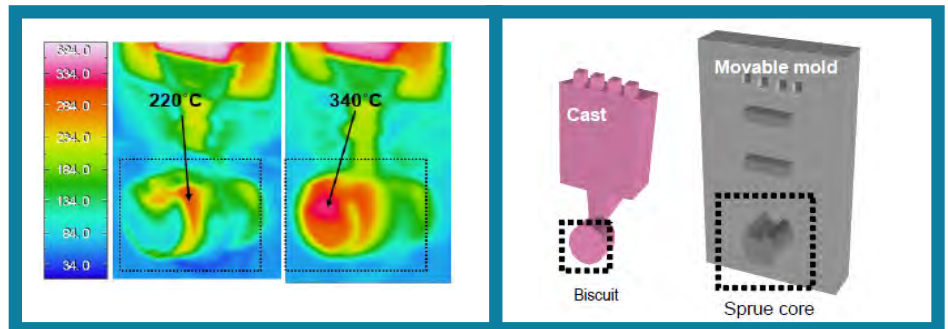 384. 0
334. 0
284. 0
234. 0
184. 0
134. 0
84. 0
34. 0
220°C
340°C
Cast
Biscuit
Movable mold
Sprue core